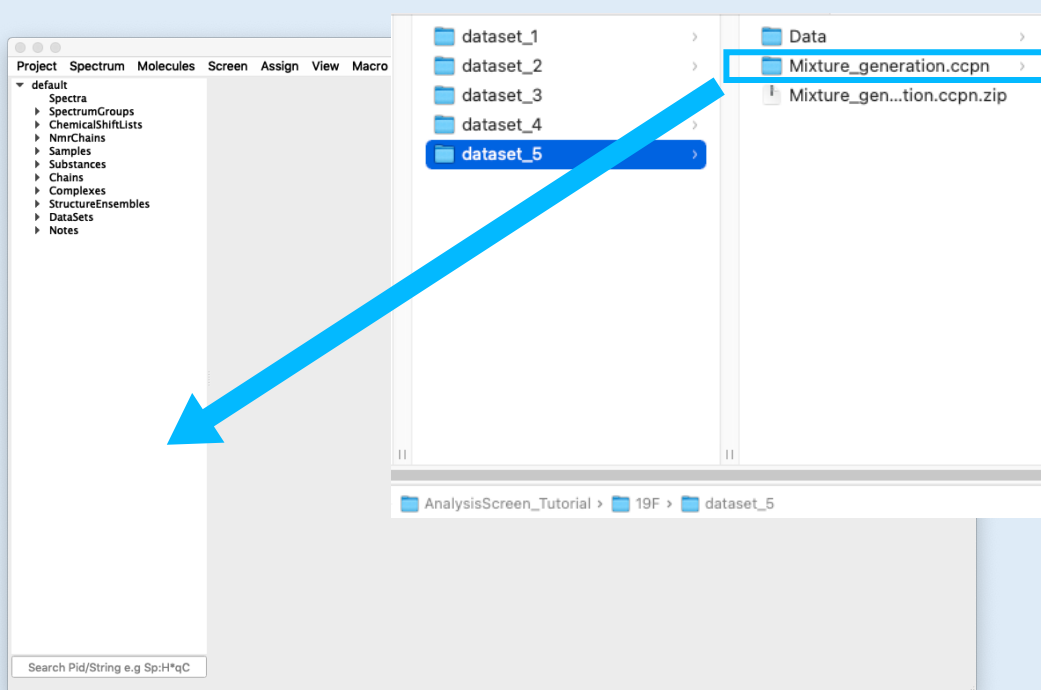 Project Spectrum Molecules Screen Assign View Macro
default
Spectra
SpectrumGroups
ChemicalShiftLists
NmrChains
Samples
Substances
Chains
Complexes
StructureEnsembles
DataSets
Notes
Search Pid/String e.g Sp:H*qC
dataset_1
dataset_2
dataset_3
dataset_4
dataset_5
Data
Mixture_generation.ccpn
Mixture_gen...tion.ccpn.zip
AnalysisScreen_Tutorial › 19F › dataset_5